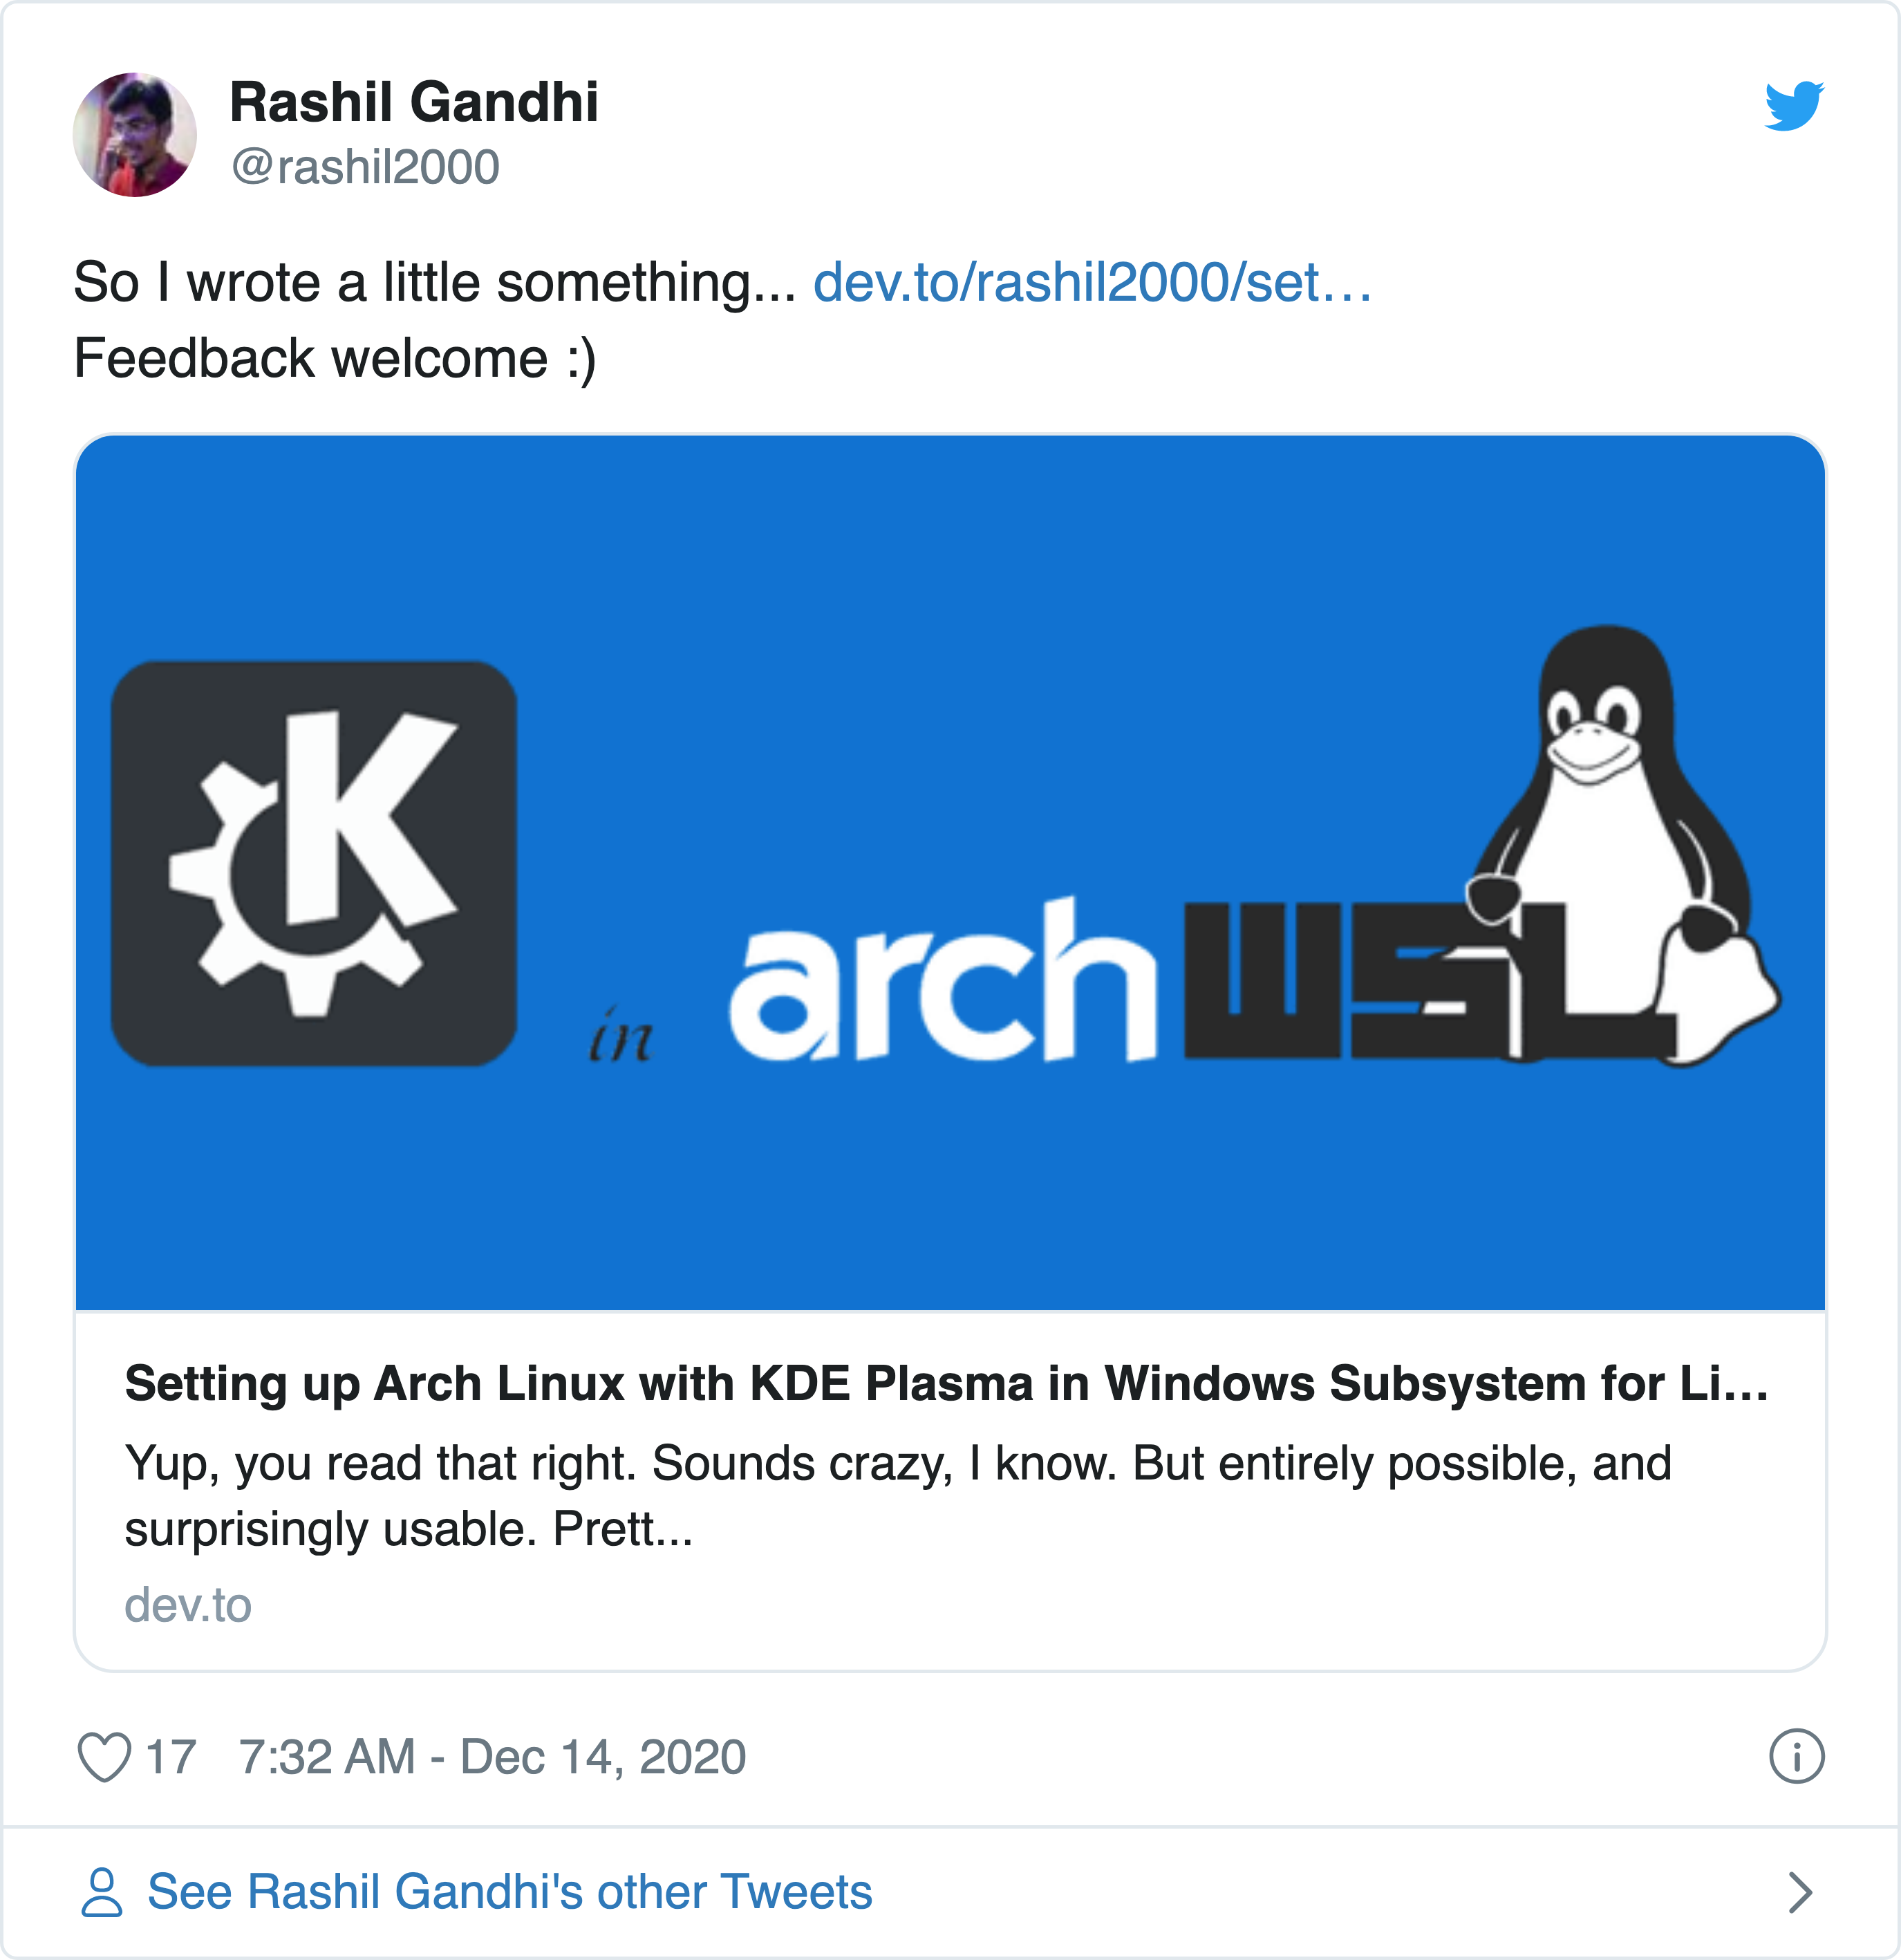 Rashil Gandhi
@rashil2000
So I wrote a little something... dev.to/rashil2000/set…
Feedback welcome :)
K
in
arch WSL
Setting up Arch Linux with KDE Plasma in Windows Subsystem for Li...
Yup, you read that right. Sounds crazy, I know. But entirely possible, and
surprisingly usable. Prett...
dev.to
17 7:32 AM - Dec 14, 2020
See Rashil Gandhi's other Tweets